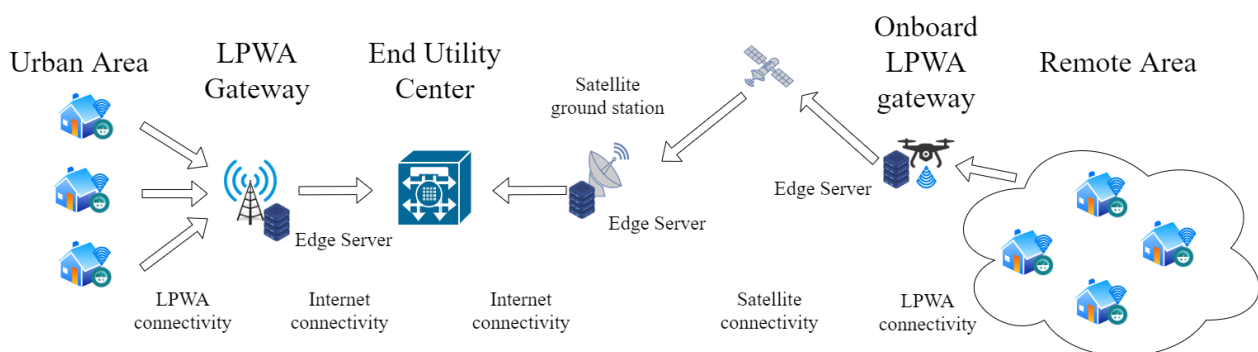 Urban Area
LPWA
Gateway
End Utility
Center
Satellite
ground station
Onboard
LPWA
gateway
Remote Area
Edge Server
Edge Server
Edge Server
LPWA
connectivity
Internet
connectivity
Internet
connectivity
Satellite
connectivity
LPWA
connectivity